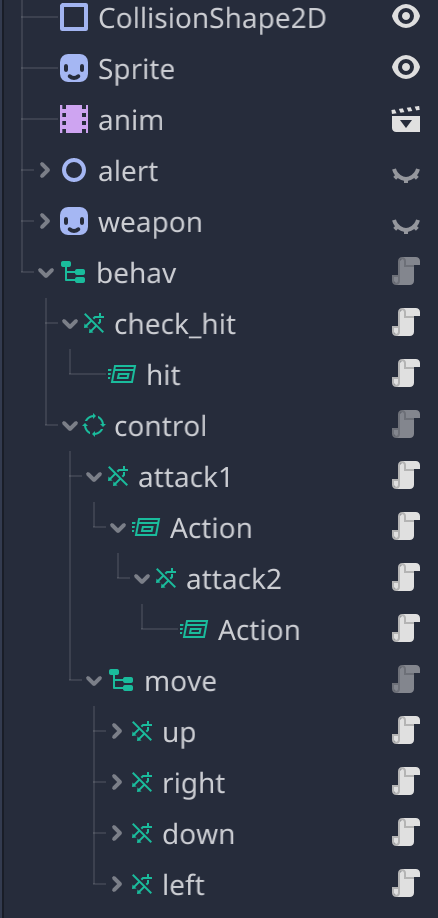 CollisionShape2D
Sprite
anim
alert
weapon
behav
check_hit
hit
control
attack1
Action
attack2
Action
move
up
right
down
left